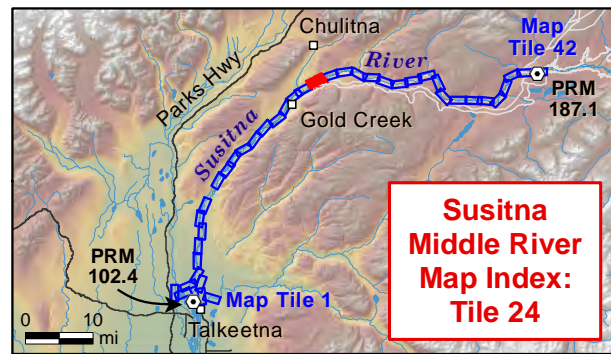 Chulitna
Map
Tile 42
River
Parks Hwy
PRM
187.1
Gold Creek
Susitna
Susitna
Middle River
Map Index:
Tile 24
PRM
102.4
Map Tile 1
Talkeetna
0 10
mi